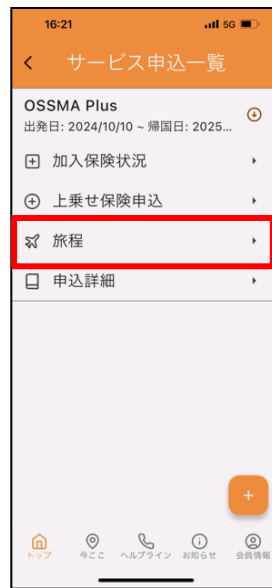 16:21
5G
サービス申込一覧
OSSMA Plus
出発日: 2024/10/10 ~ 帰国日: 2025...
加入保険状況
上乗せ保険申込
旅程
申込詳細
+
トップ 今ここ ヘルプライン お知らせ 会員情報